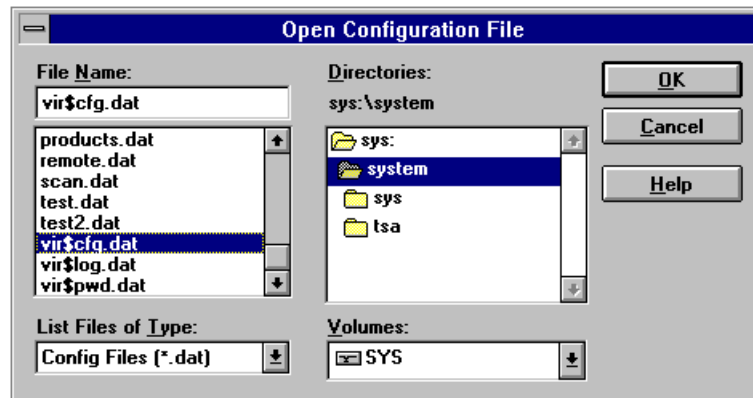 Open Configuration File
File Name:
vir$cfg.dat
products.dat
remote.dat
scan.dat
test.dat
test2.dat
vir$cfg.dat
vir$log.dat
vir$pwd.dat
List Files of Type:
Config Files (*.dat)
Directories:
sys:\system
sys:
system
sys
tsa
Volumes:
SYS
OK
Cancel
Help